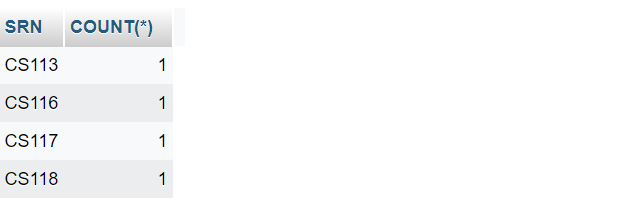 SRN COUNT(*)
CS113 1
CS116 1
CS117 1
CS118 1